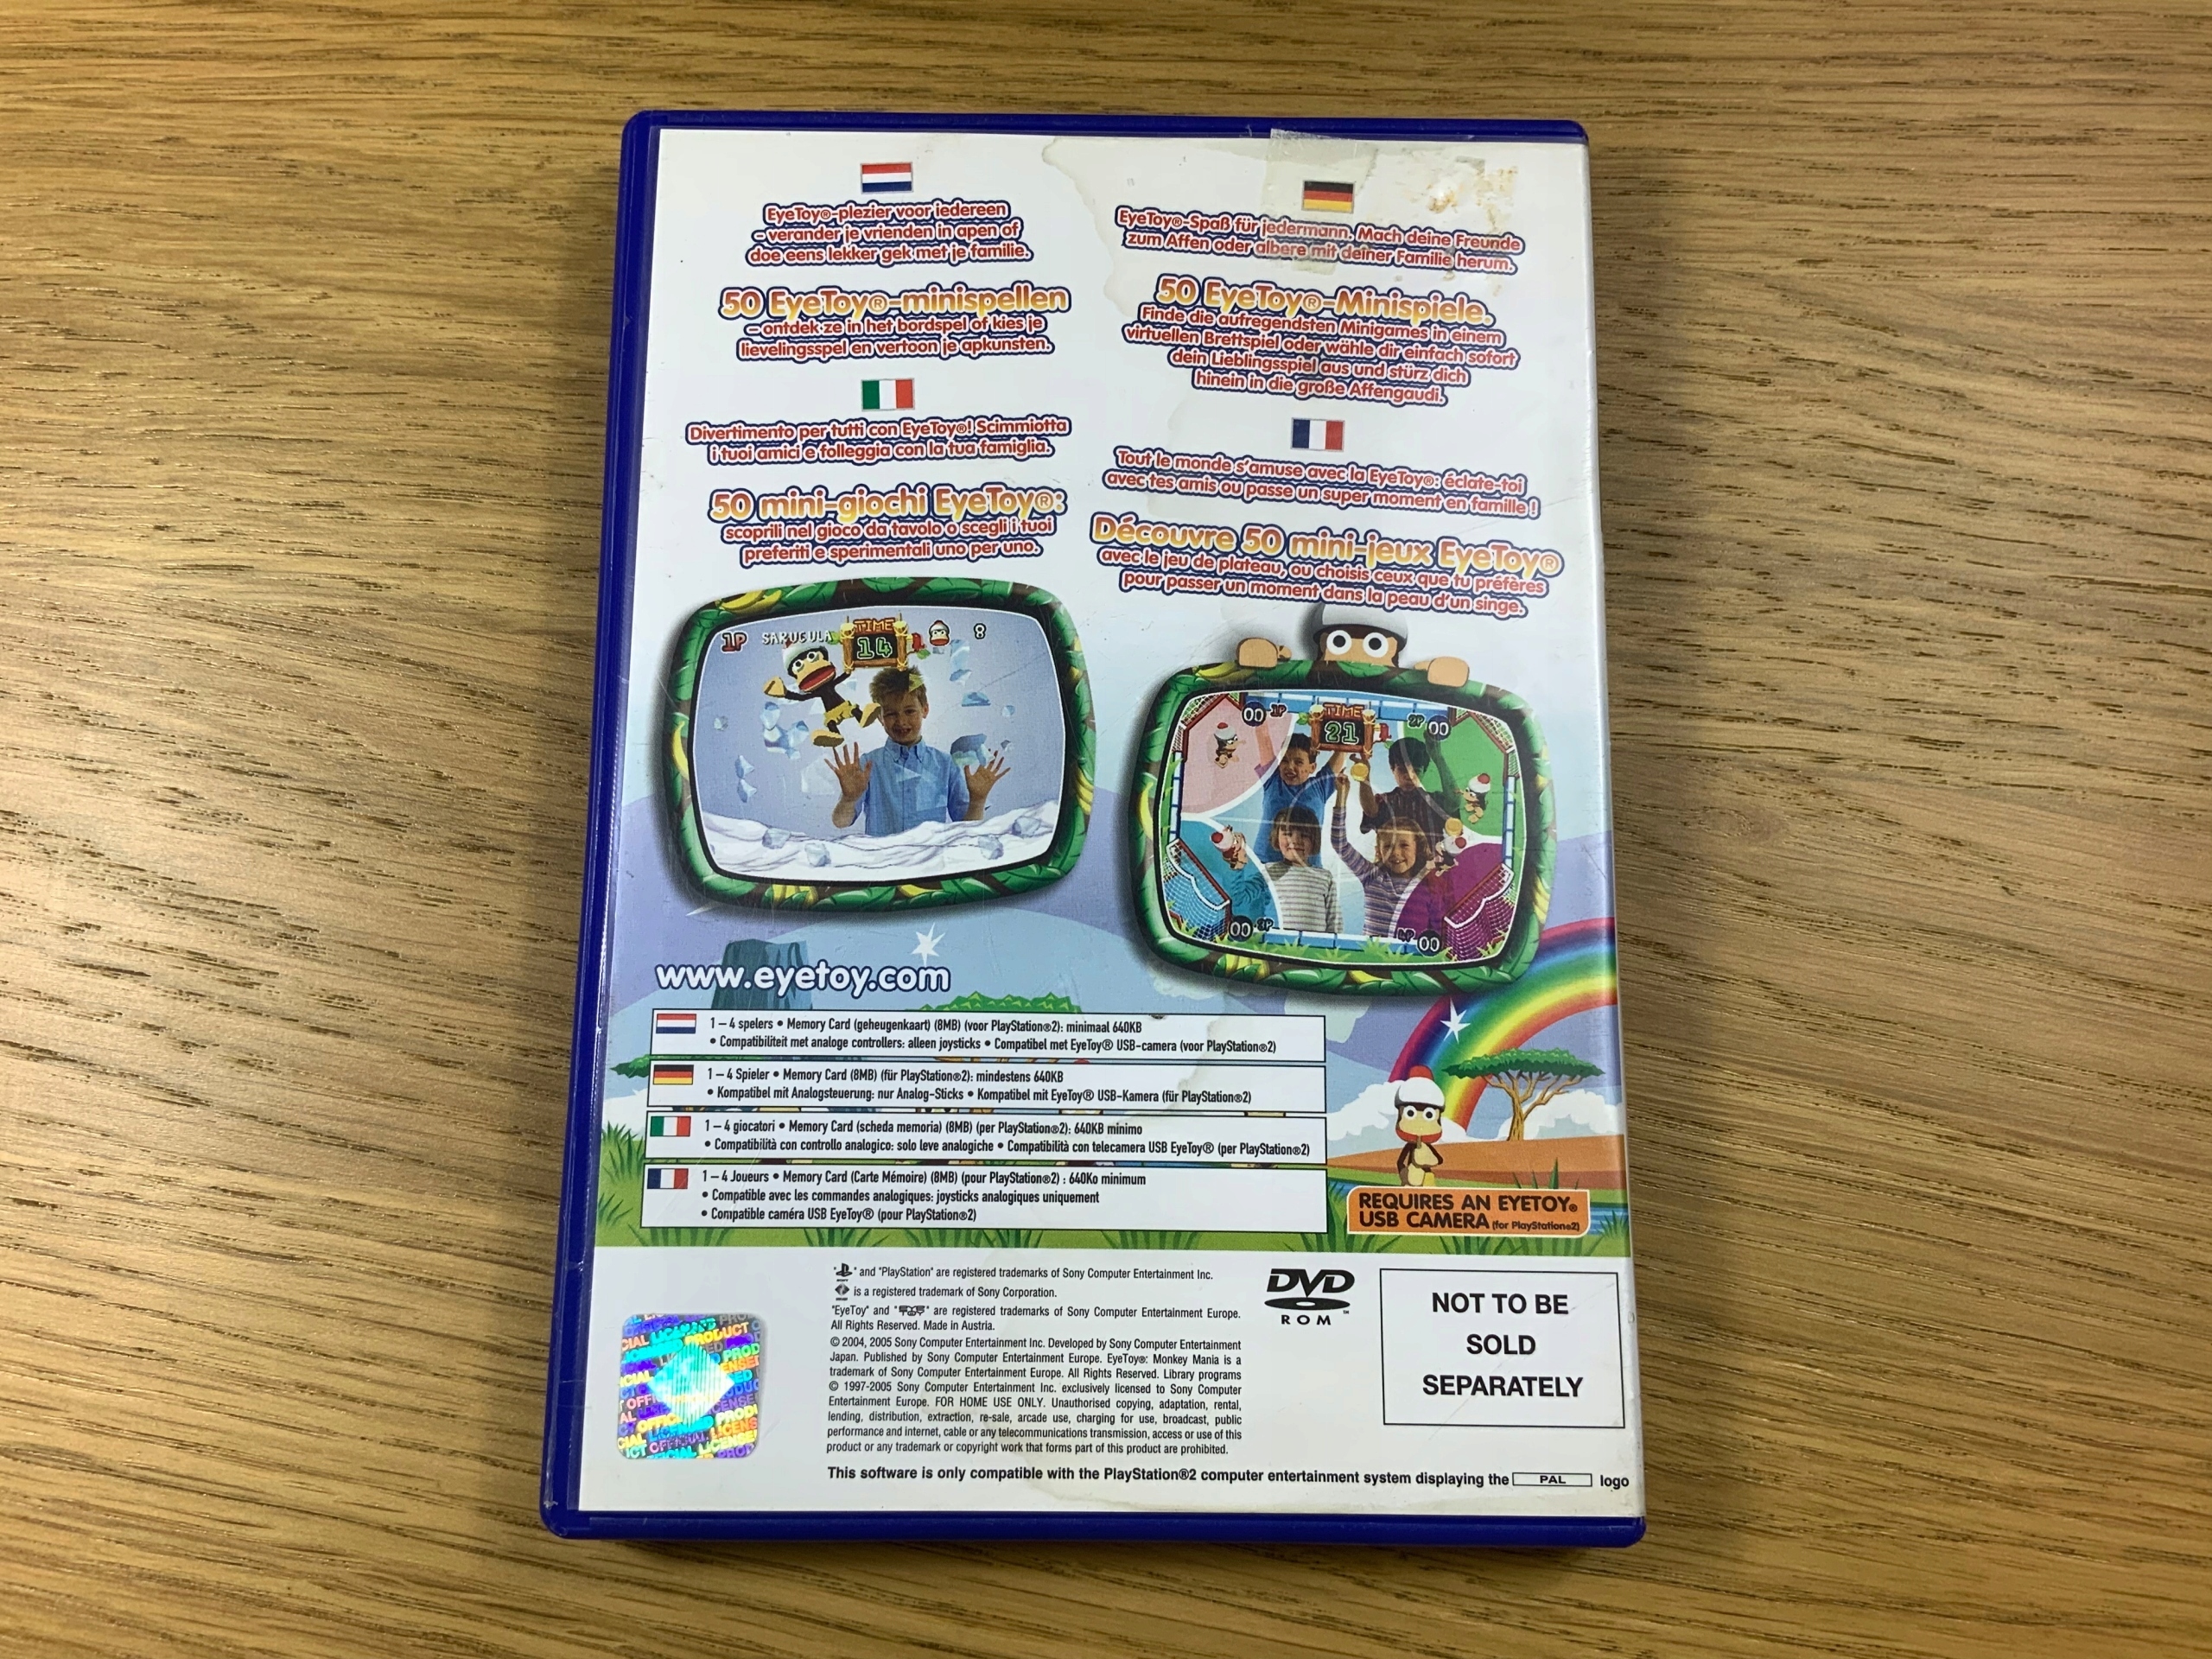 EyeToy®-plezier voor iedereen
– verander je vrienden in apen of
doe eens lekker gek met je familie.
50 EyeToy®-minispellen
– ontdek ze in het bordspel of kies je
lievelingsspel en vertoon je apkunsten.
Divertimento per tutti con EyeToy®! Scimmiotta
i tuoi amici e folleggia con la tua famiglia.
50 mini-giochi EyeToy®:
scoprili nel gioco da tavolo o scegli i tuoi
preferiti e sperimentali uno per uno.
EyeToy®-Spaß für jedermann. Mach deine Freunde
zum Affen oder albere mit deiner Familie herum.
50 EyeToy®-Minispiele.
Finde die aufregendsten Minigames in einem
virtuellen Brettspiel oder wähle dir einfach sofort
dein Lieblingsspiel aus und stürz dich
hinein in die große Affengaudi.
Tout le monde s'amuse avec la EyeToy®: éclate-toi
avec tes amis ou passe un super moment en famille !
Découvre 50 mini-jeux EyeToy®
avec le jeu de plateau, ou choisis ceux que tu préfères
pour passer un moment dans la peau d'un singe.
1P SARUGULA TIME 8
14
00 1P TIME 2P 00
21
00 3P 4P 00
www.eyetoy.com
1 – 4 spelers • Memory Card (geheugenkaart) (8MB) (voor PlayStation®2): minimaal 640KB
• Compatibiliteit met analoge controllers: alleen joysticks • Compatibel met EyeToy® USB-camera (voor PlayStation®2)
1 – 4 Spieler • Memory Card (8MB) (für PlayStation®2): mindestens 640KB
• Kompatibel mit Analogsteuerung: nur Analog-Sticks • Kompatibel mit EyeToy® USB-Kamera (für PlayStation®2)
1 – 4 giocatori • Memory Card (scheda memoria) (8MB) (per PlayStation®2): 640KB minimo
• Compatibilità con controllo analogico: solo leve analogiche • Compatibilità con telecamera USB EyeToy® (per PlayStation®2)
1 – 4 Joueurs • Memory Card (Carte Mémoire) (8MB) (pour PlayStation®2) : 640Ko minimum
• Compatible avec les commandes analogiques: joysticks analogiques uniquement
• Compatible caméra USB EyeToy® (pour PlayStation®2)
REQUIRES AN EYETOY®
USB CAMERA (for PlayStation®2)
" " and "PlayStation" are registered trademarks of Sony Computer Entertainment Inc.
is a registered trademark of Sony Corporation.
"EyeToy" and " " are registered trademarks of Sony Computer Entertainment Europe.
All Rights Reserved. Made in Austria.
© 2004, 2005 Sony Computer Entertainment Inc. Developed by Sony Computer Entertainment
Japan. Published by Sony Computer Entertainment Europe. EyeToy®: Monkey Mania is a
trademark of Sony Computer Entertainment Europe. All Rights Reserved. Library programs
© 1997-2005 Sony Computer Entertainment Inc. exclusively licensed to Sony Computer
Entertainment Europe. FOR HOME USE ONLY. Unauthorised copying, adaptation, rental,
lending, distribution, extraction, re-sale, arcade use, charging for use, broadcast, public
performance and internet, cable or any telecommunications transmission, access or use of this
product or any trademark or copyright work that forms part of this product are prohibited.
This software is only compatible with the PlayStation®2 computer entertainment system displaying the PAL logo
DVD
ROM
NOT TO BE
SOLD
SEPARATELY
OFFICIAL LICENSED PRODUCT